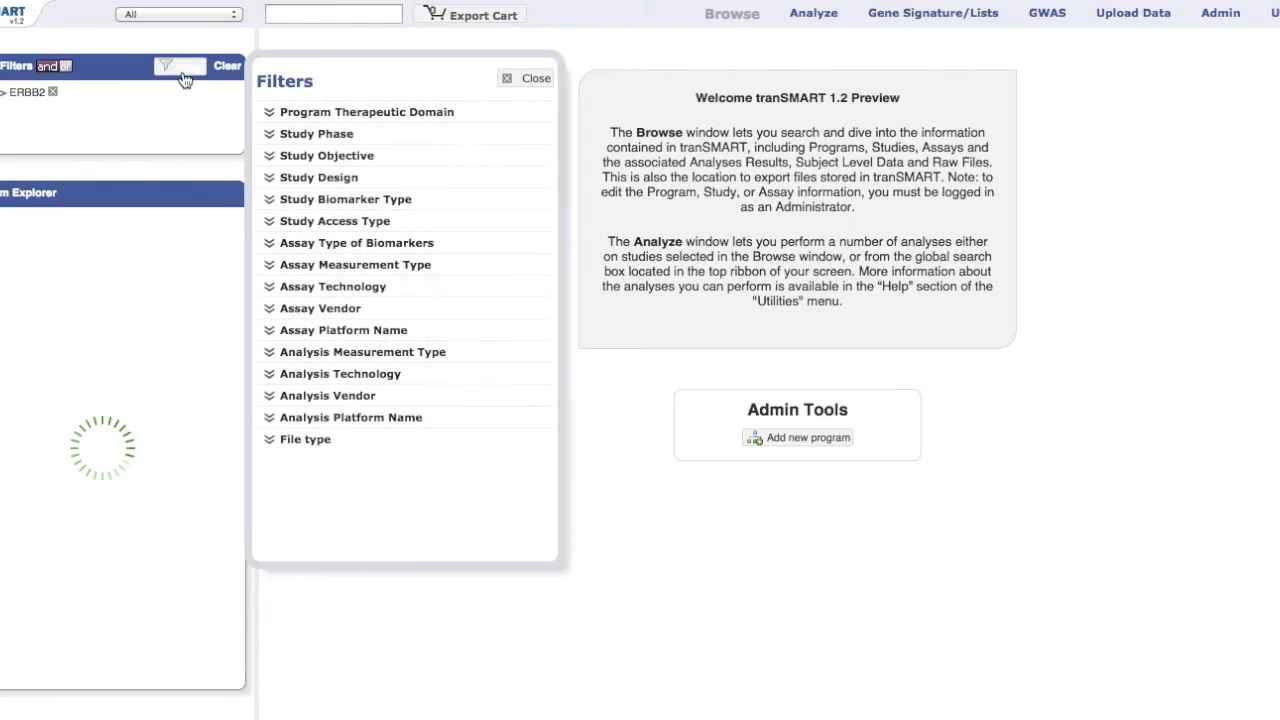 MART
v1.2
All
0
Export Cart
Browse
Analyze
Gene Signature/Lists
GWAS
Upload Data
Admin
U
Filters and or
Clear
> ERBB2
m Explorer
Filters
Close
Program Therapeutic Domain
Study Phase
Study Objective
Study Design
Study Biomarker Type
Study Access Type
Assay Type of Biomarkers
Assay Measurement Type
Assay Technology
Assay Vendor
Assay Platform Name
Analysis Measurement Type
Analysis Technology
Analysis Vendor
Analysis Platform Name
File type
Welcome tranSMART 1.2 Preview
The Browse window lets you search and dive into the information
contained in tranSMART, including Programs, Studies, Assays and
the associated Analyses Results, Subject Level Data and Raw Files.
This is also the location to export files stored in tranSMART. Note: to
edit the Program, Study, or Assay information, you must be logged in
as an Administrator.
The Analyze window lets you perform a number of analyses either
on studies selected in the Browse window, or from the global search
box located in the top ribbon of your screen. More information about
the analyses you can perform is available in the “Help” section of the
"Utilities" menu.
Admin Tools
Add new program